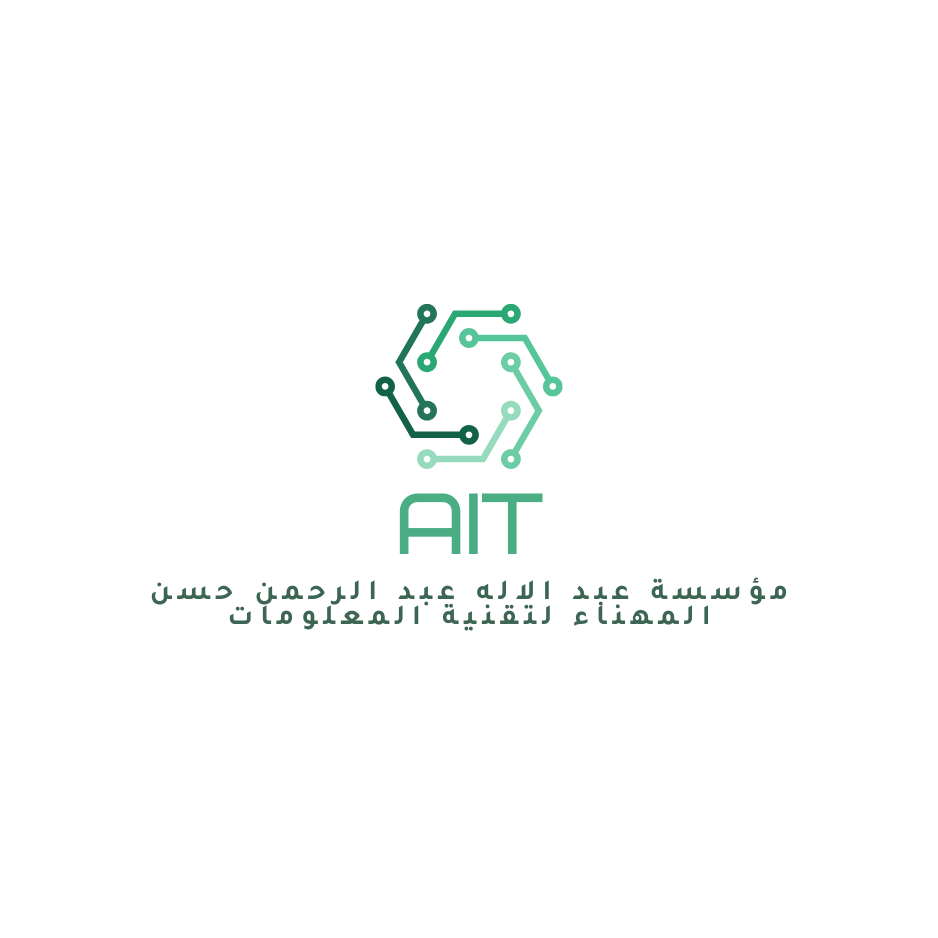 AIT
مؤسسة عبد الاله عبد الرحمن حسن
المهناء لتقنية المعلومات